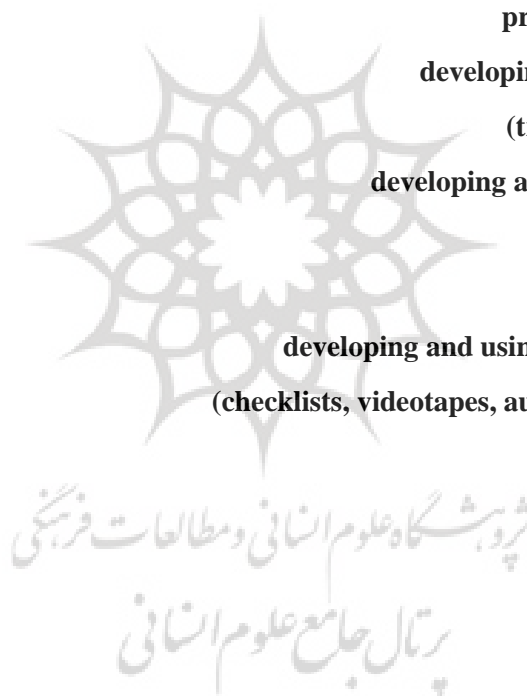 pr
developin
(t
developing a
developing and usin
(checklists, videotapes, au
پژوهشگاه علوم انسانی و مطالعات فرهنگی
پرتال جامع علوم انسانی